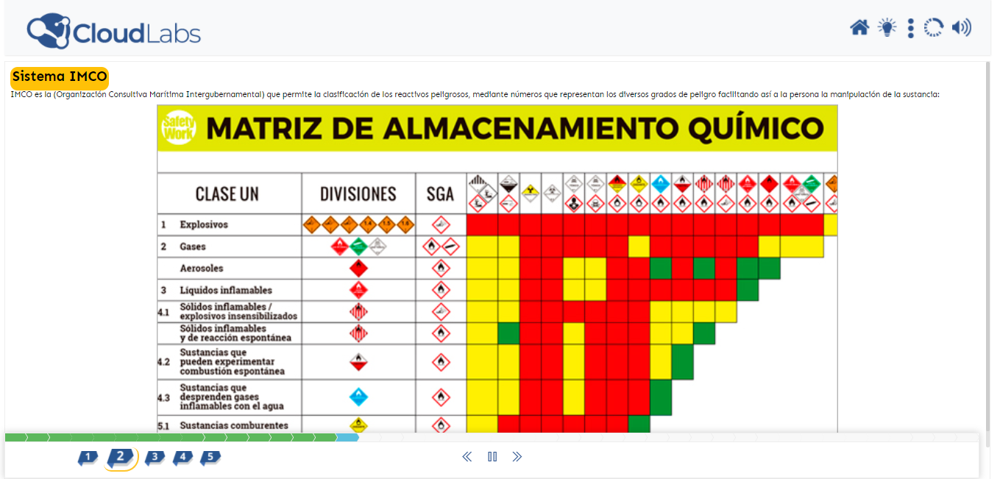 CloudLabs
Sistema IMCO
IMCO es la (Organización Consultiva Marítima Intergubernamental) que permite la clasificación de los reactivos peligrosos, mediante números que representan los diversos grados de peligro facilitando así a la persona la manipulación de la sustancia:
Safety
Work
MATRIZ DE ALMACENAMIENTO QUÍMICO
CLASE UN DIVISIONES SGA
1 Explosivos 1.4 1.5 1.6
2 Gases
Aerosoles
3 Líquidos inflamables
4.1 Sólidos inflamables /
explosivos insensibilizados
Sólidos inflamables
y de reacción espontánea
4.2 Sustancias que
pueden experimentar
combustión espontánea
4.3 Sustancias que
desprenden gases
inflamables con el agua
5.1 Sustancias comburentes
1 2 3 4 5